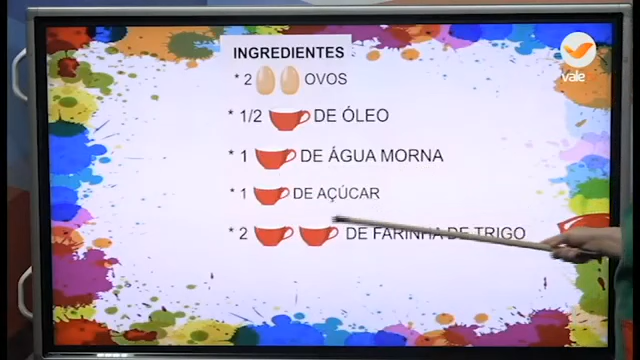 INGREDIENTES
* 2 OVOS
* 1/2 DE ÓLEO
* 1 DE ÁGUA MORNA
* 1 DE AÇÚCAR
* 2 DE FARINHA DE TRIGO
vale